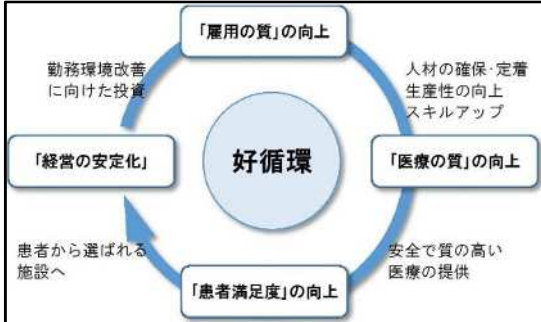 「雇用の質」の向上
勤務環境改善
に向けた投資
人材の確保･定着
生産性の向上
スキルアップ
「経営の安定化」
好循環
「医療の質」の向上
患者から選ばれる
施設へ
安全で質の高い
医療の提供
「患者満足度」の向上